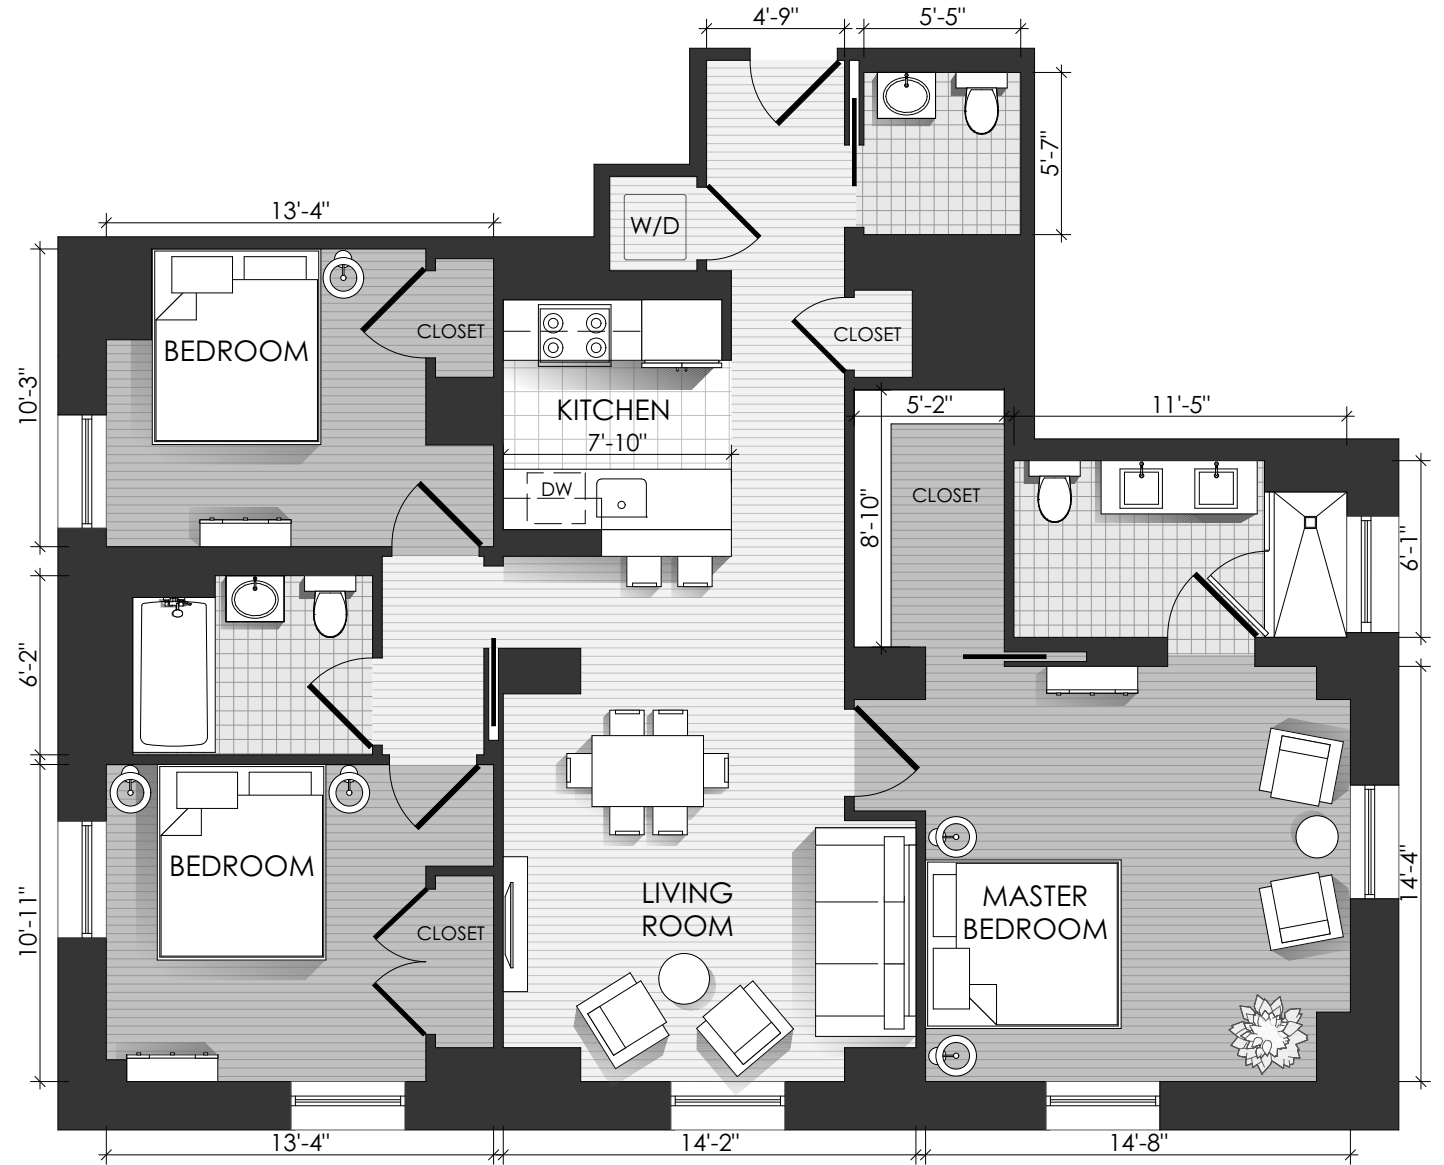 4'-9"
5'-5"
5'-7"
13'-4"
W/D
BEDROOM
CLOSET
CLOSET
10'-3"
KITCHEN
7'-10"
5'-2"
11'-5"
DW
CLOSET
8'-10"
6'-1"
6'-2"
BEDROOM
CLOSET
10'-11"
LIVING
ROOM
MASTER
BEDROOM
14'-4"
13'-4"
14'-2"
14'-8"